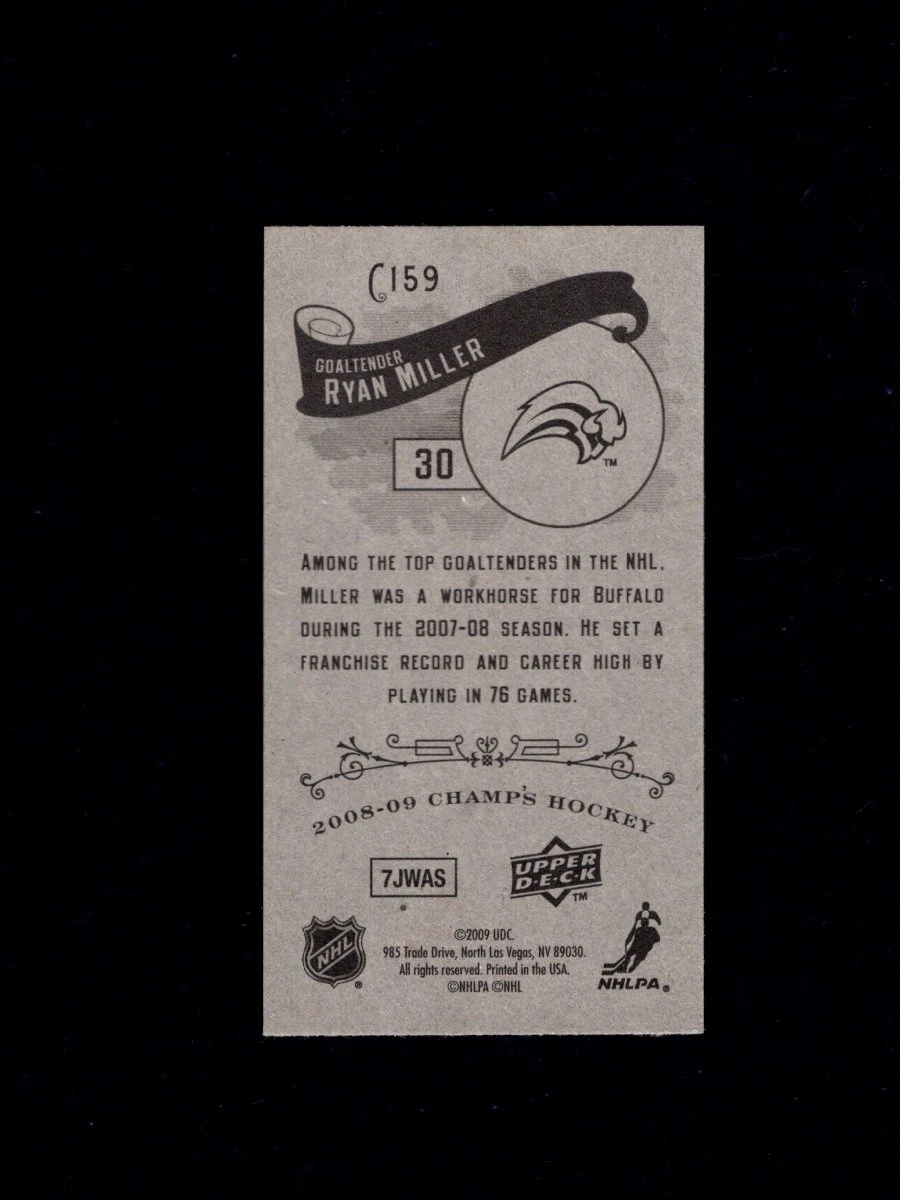 C159
GOALTENDER
RYAN MILLER
30
TM
AMONG THE TOP GOALTENDERS IN THE NHL,
MILLER WAS A WORKHORSE FOR BUFFALO
DURING THE 2007-08 SEASON. HE SET A
FRANCHISE RECORD AND CAREER HIGH BY
PLAYING IN 76 GAMES.
2008-09 CHAMP'S HOCKEY
7JWAS
UPPER
D·E·C·K
TM
NHL
®
©2009 UDC.
985 Trade Drive, North Las Vegas, NV 89030.
All rights reserved. Printed in the USA.
©NHLPA ©NHL
NHLPA®